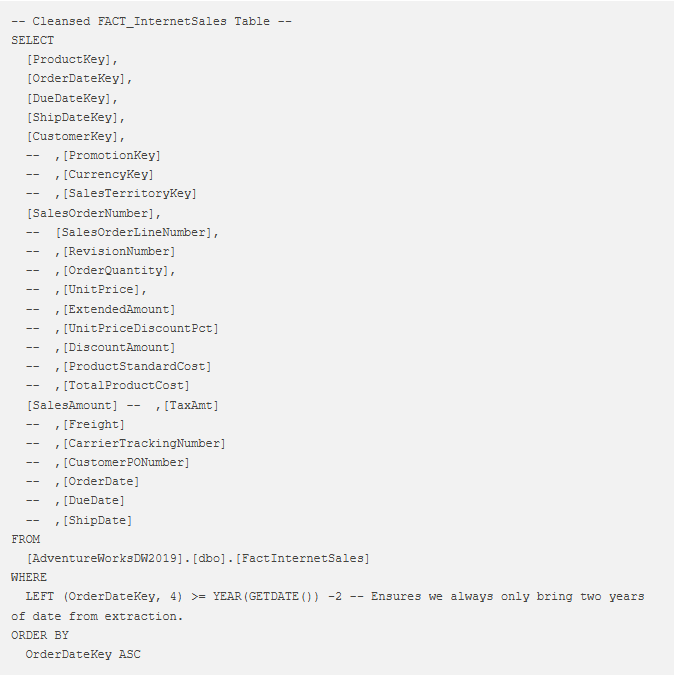 -- Cleansed FACT_InternetSales Table --
SELECT
  [ProductKey],
  [OrderDateKey],
  [DueDateKey],
  [ShipDateKey],
  [CustomerKey],
  --  ,[PromotionKey]
  --  ,[CurrencyKey]
  --  ,[SalesTerritoryKey]
  [SalesOrderNumber],
  --  [SalesOrderLineNumber],
  --  ,[RevisionNumber]
  --  ,[OrderQuantity],
  --  ,[UnitPrice],
  --  ,[ExtendedAmount]
  --  ,[UnitPriceDiscountPct]
  --  ,[DiscountAmount]
  --  ,[ProductStandardCost]
  --  ,[TotalProductCost]
  [SalesAmount] --  ,[TaxAmt]
  --  ,[Freight]
  --  ,[CarrierTrackingNumber]
  --  ,[CustomerPONumber]
  --  ,[OrderDate]
  --  ,[DueDate]
  --  ,[ShipDate]
FROM
  [AdventureWorksDW2019].[dbo].[FactInternetSales]
WHERE
  LEFT (OrderDateKey, 4) >= YEAR(GETDATE()) -2 -- Ensures we always only bring two years
of date from extraction.
ORDER BY
  OrderDateKey ASC